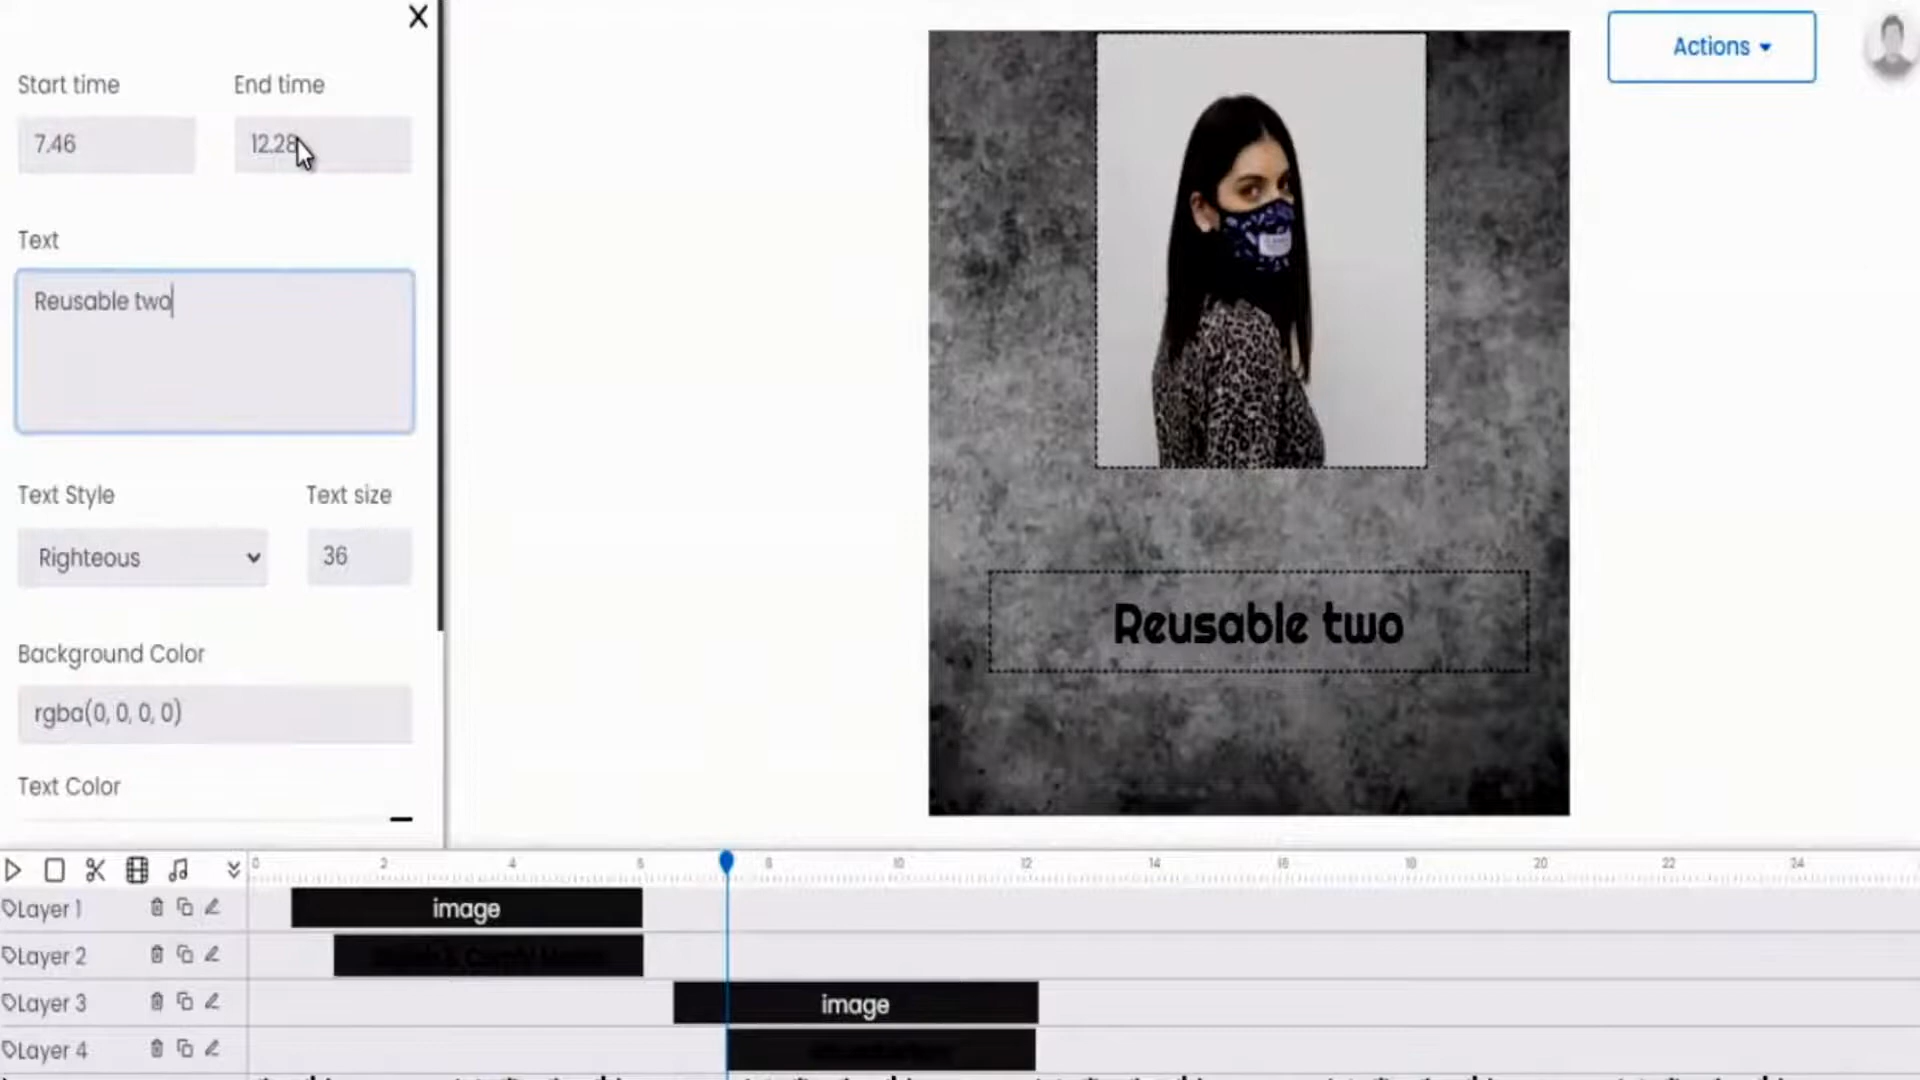 X
Actions
Start time
End time
7.46
12.28
Text
Reusable two
Text Style
Text size
Righteous
36
Reusable two
Background Color
rgba(0, 0, 0, 0)
Text Color
0 2 4 6 8 10 12 14 16 18 20 22 24
Layer 1
image
Layer 2
Layer 3
image
Layer 4